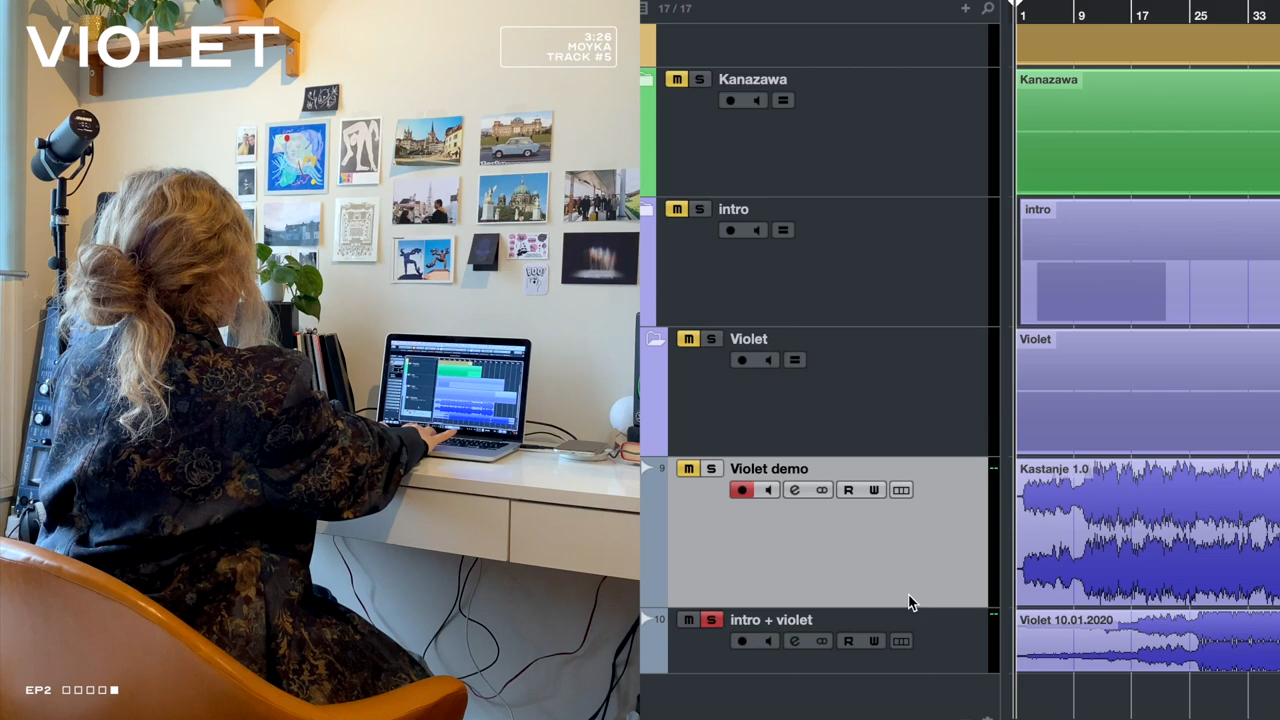 VIOLET
3:26
MOYKA
TRACK #5
EP2
17 / 17
1 9 17 25 33
M S Kanazawa
Kanazawa
M S intro
intro
M S Violet
Violet
9 M S Violet demo
R W
Kastanje 1.0
10 M S intro + violet
R W
Violet 10.01.2020
BOO!